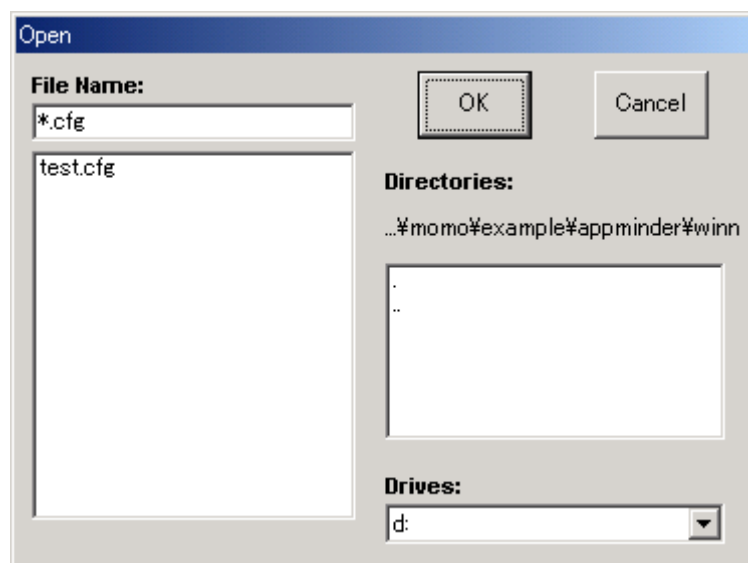 Open
File Name:
*.cfg
test.cfg
OK
Cancel
Directories:
...¥momo¥example¥appminder¥winn
.
..
Drives:
d: